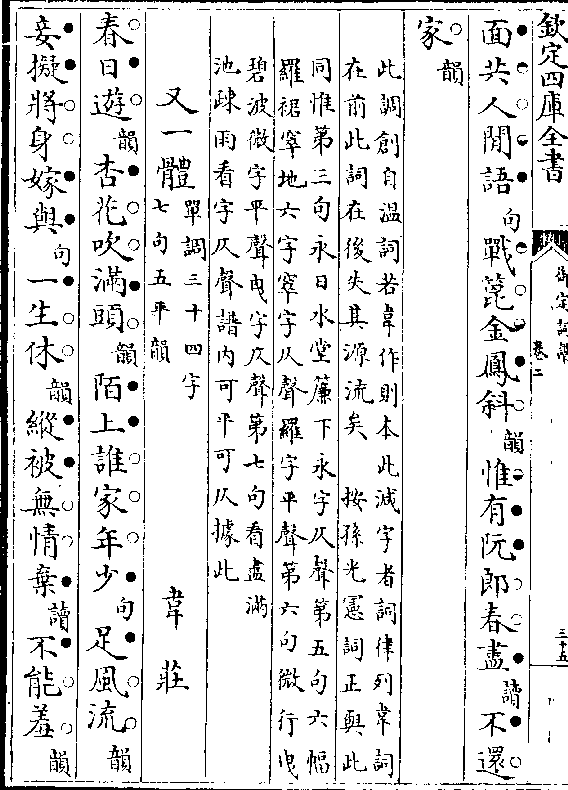 欽定四庫全書
御定詞譜
卷二
三十五
面共人閒語句戰篦金鳳斜韻惟有阮郎春盡讀不還
家韻
此調創自溫詞若韋作則本此減字者詞律列韋詞
在前此詞在後失其源流矣　按孫光憲詞正與此
同惟第三句永日水堂簾下永字仄聲第五句六幅
羅裙窣地六字窣字仄聲羅字平聲第六句微行曳
碧波微字平聲曳字仄聲第七句看盡滿
池疎雨看字仄聲譜内可平可仄據此
又一體單調三十四字　韋莊
七句五平韻
春日遊韻杏花吹滿頭韻陌上誰家年少句足風流韻
妾擬將身嫁與句一生休韻縱被無情棄讀不能羞韻